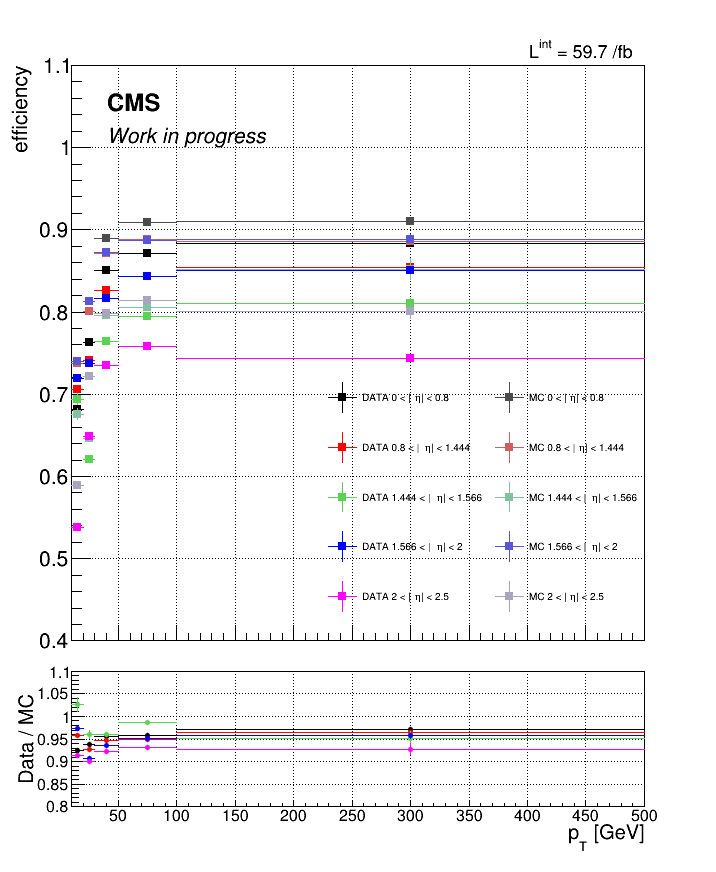 L^int = 59.7 /fb
efficiency
CMS
Work in progress
1.1
1
0.9
0.8
0.7
0.6
0.5
0.4
DATA 0 < | η| < 0.8 MC 0 < | η| < 0.8
DATA 0.8 < | η| < 1.444 MC 0.8 < | η| < 1.444
DATA 1.444 < | η| < 1.566 MC 1.444 < | η| < 1.566
DATA 1.566 < | η| < 2 MC 1.566 < | η| < 2
DATA 2 < | η| < 2.5 MC 2 < | η| < 2.5
Data / MC
1.1
1.05
1
0.95
0.9
0.85
0.8
50 100 150 200 250 300 350 400 450 500
p_T [GeV]